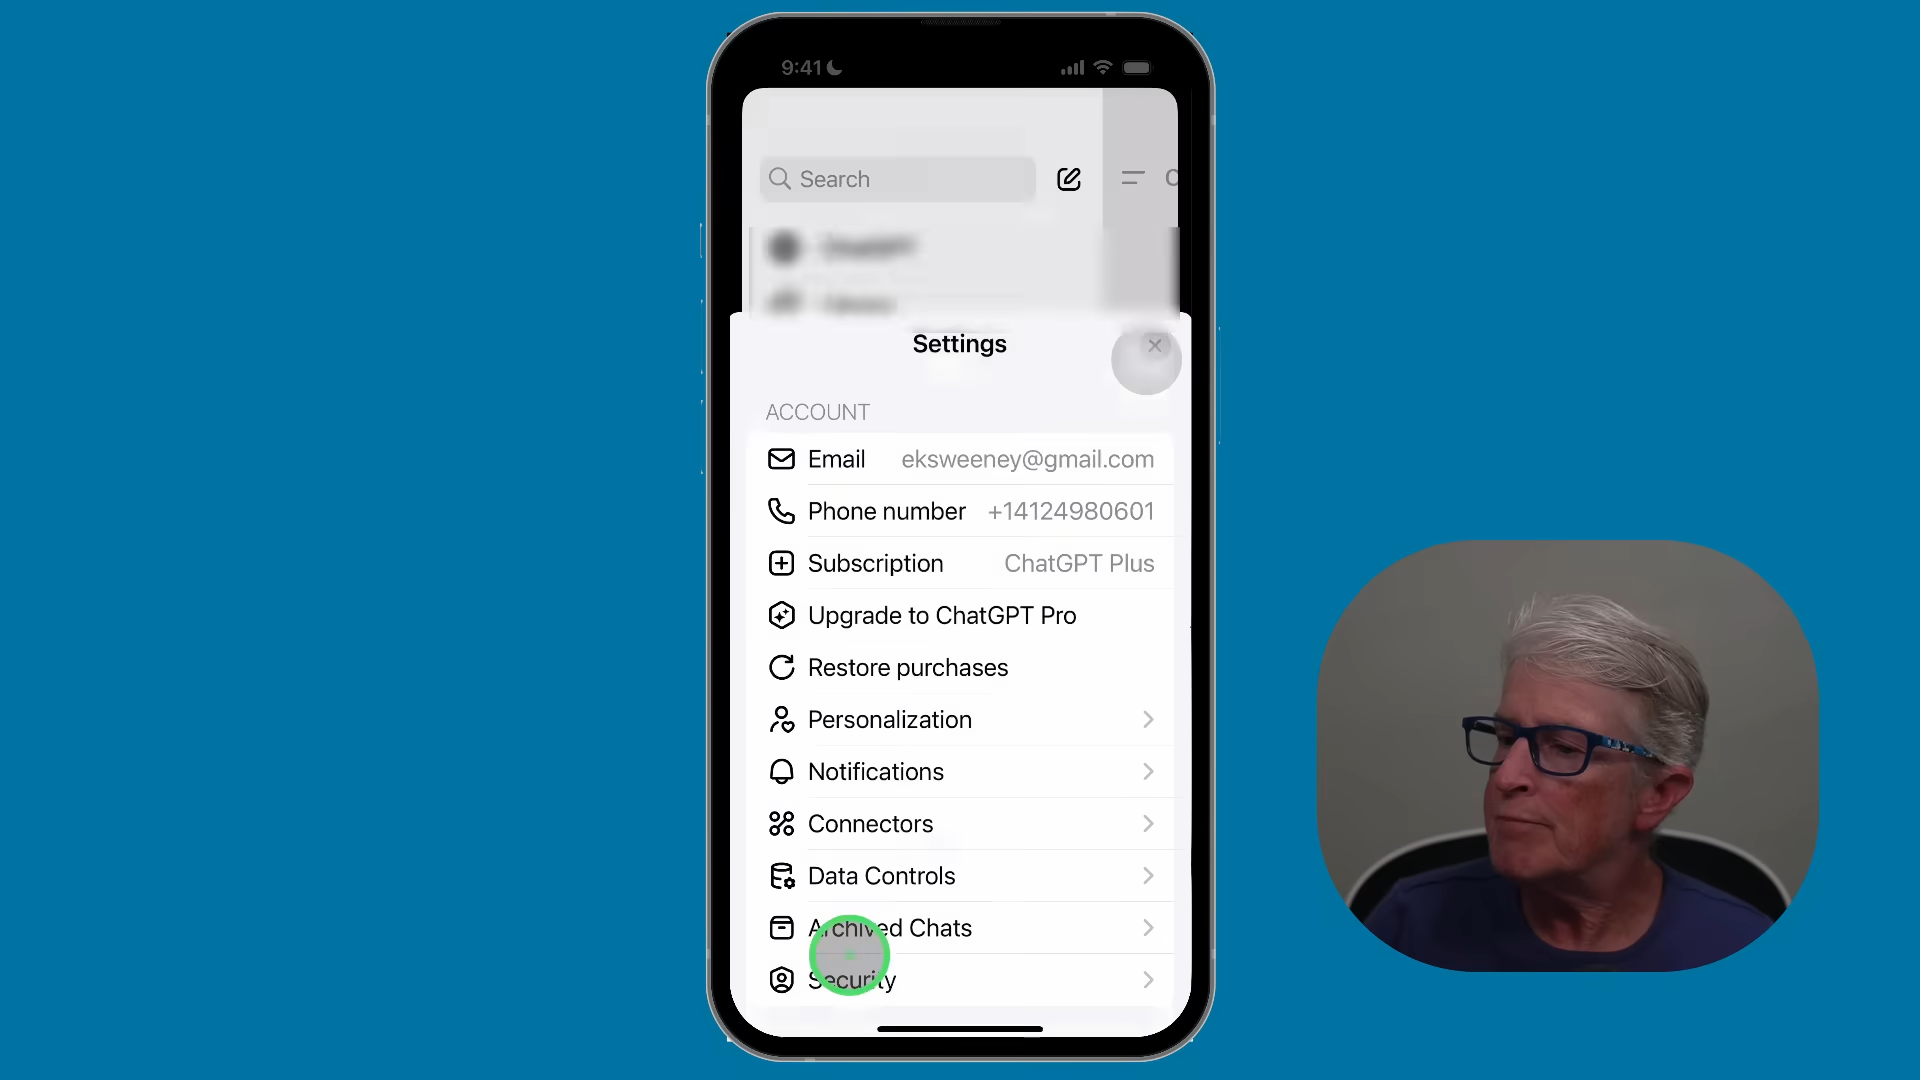 9:41
Search
C
ChatGPT
Settings
ACCOUNT
Email eksweeney@gmail.com
Phone number +14124980601
Subscription ChatGPT Plus
Upgrade to ChatGPT Pro
Restore purchases
Personalization
Notifications
Connectors
Data Controls
Archived Chats
Security